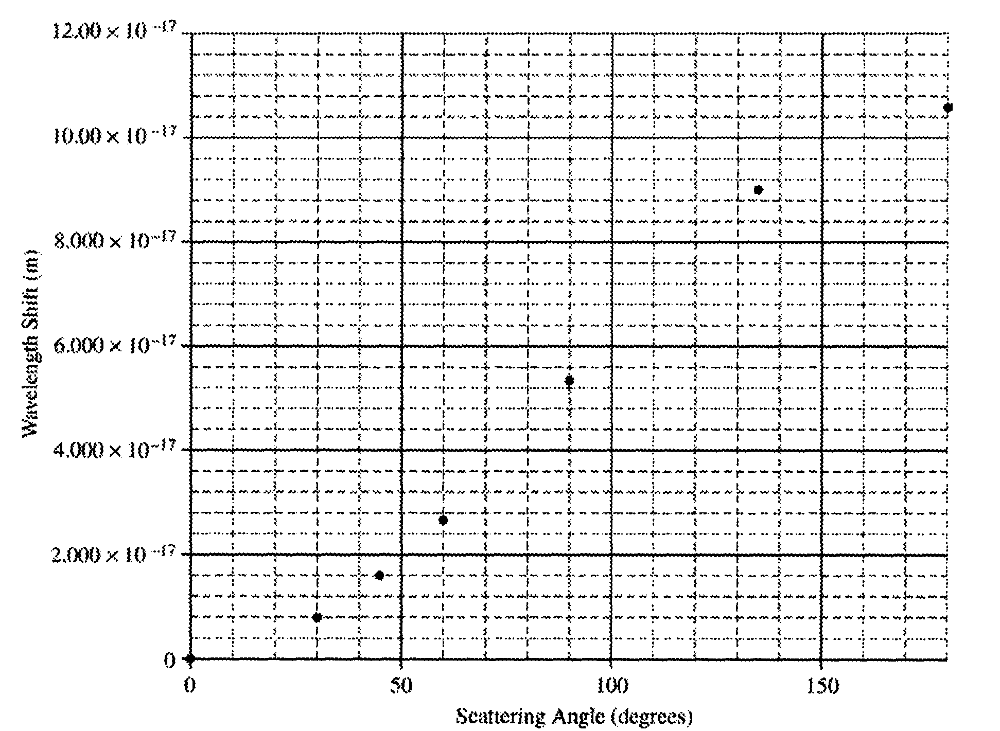 12.00 × 10⁻¹⁷
10.00 × 10⁻¹⁷
8.000 × 10⁻¹⁷
6.000 × 10⁻¹⁷
4.000 × 10⁻¹⁷
2.000 × 10⁻¹⁷
0
Wavelength Shift (m)
0 50 100 150
Scattering Angle (degrees)